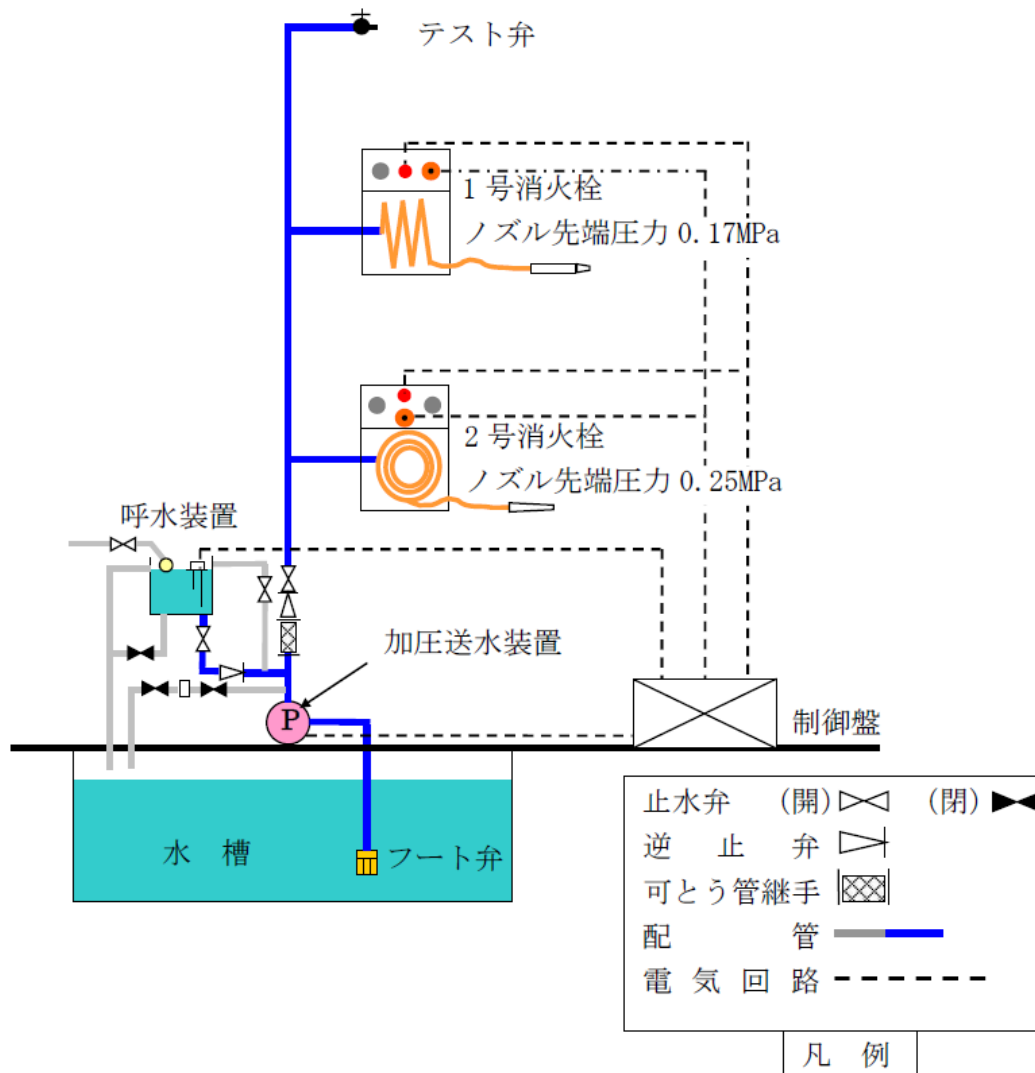 テスト弁
1号消火栓
ノズル先端圧力 0.17MPa
2号消火栓
ノズル先端圧力 0.25MPa
呼水装置
加圧送水装置
P
制御盤
水 槽
フート弁
止水弁 (開) (閉)
逆 止 弁
可とう管継手
配 管
電 気 回 路
凡 例